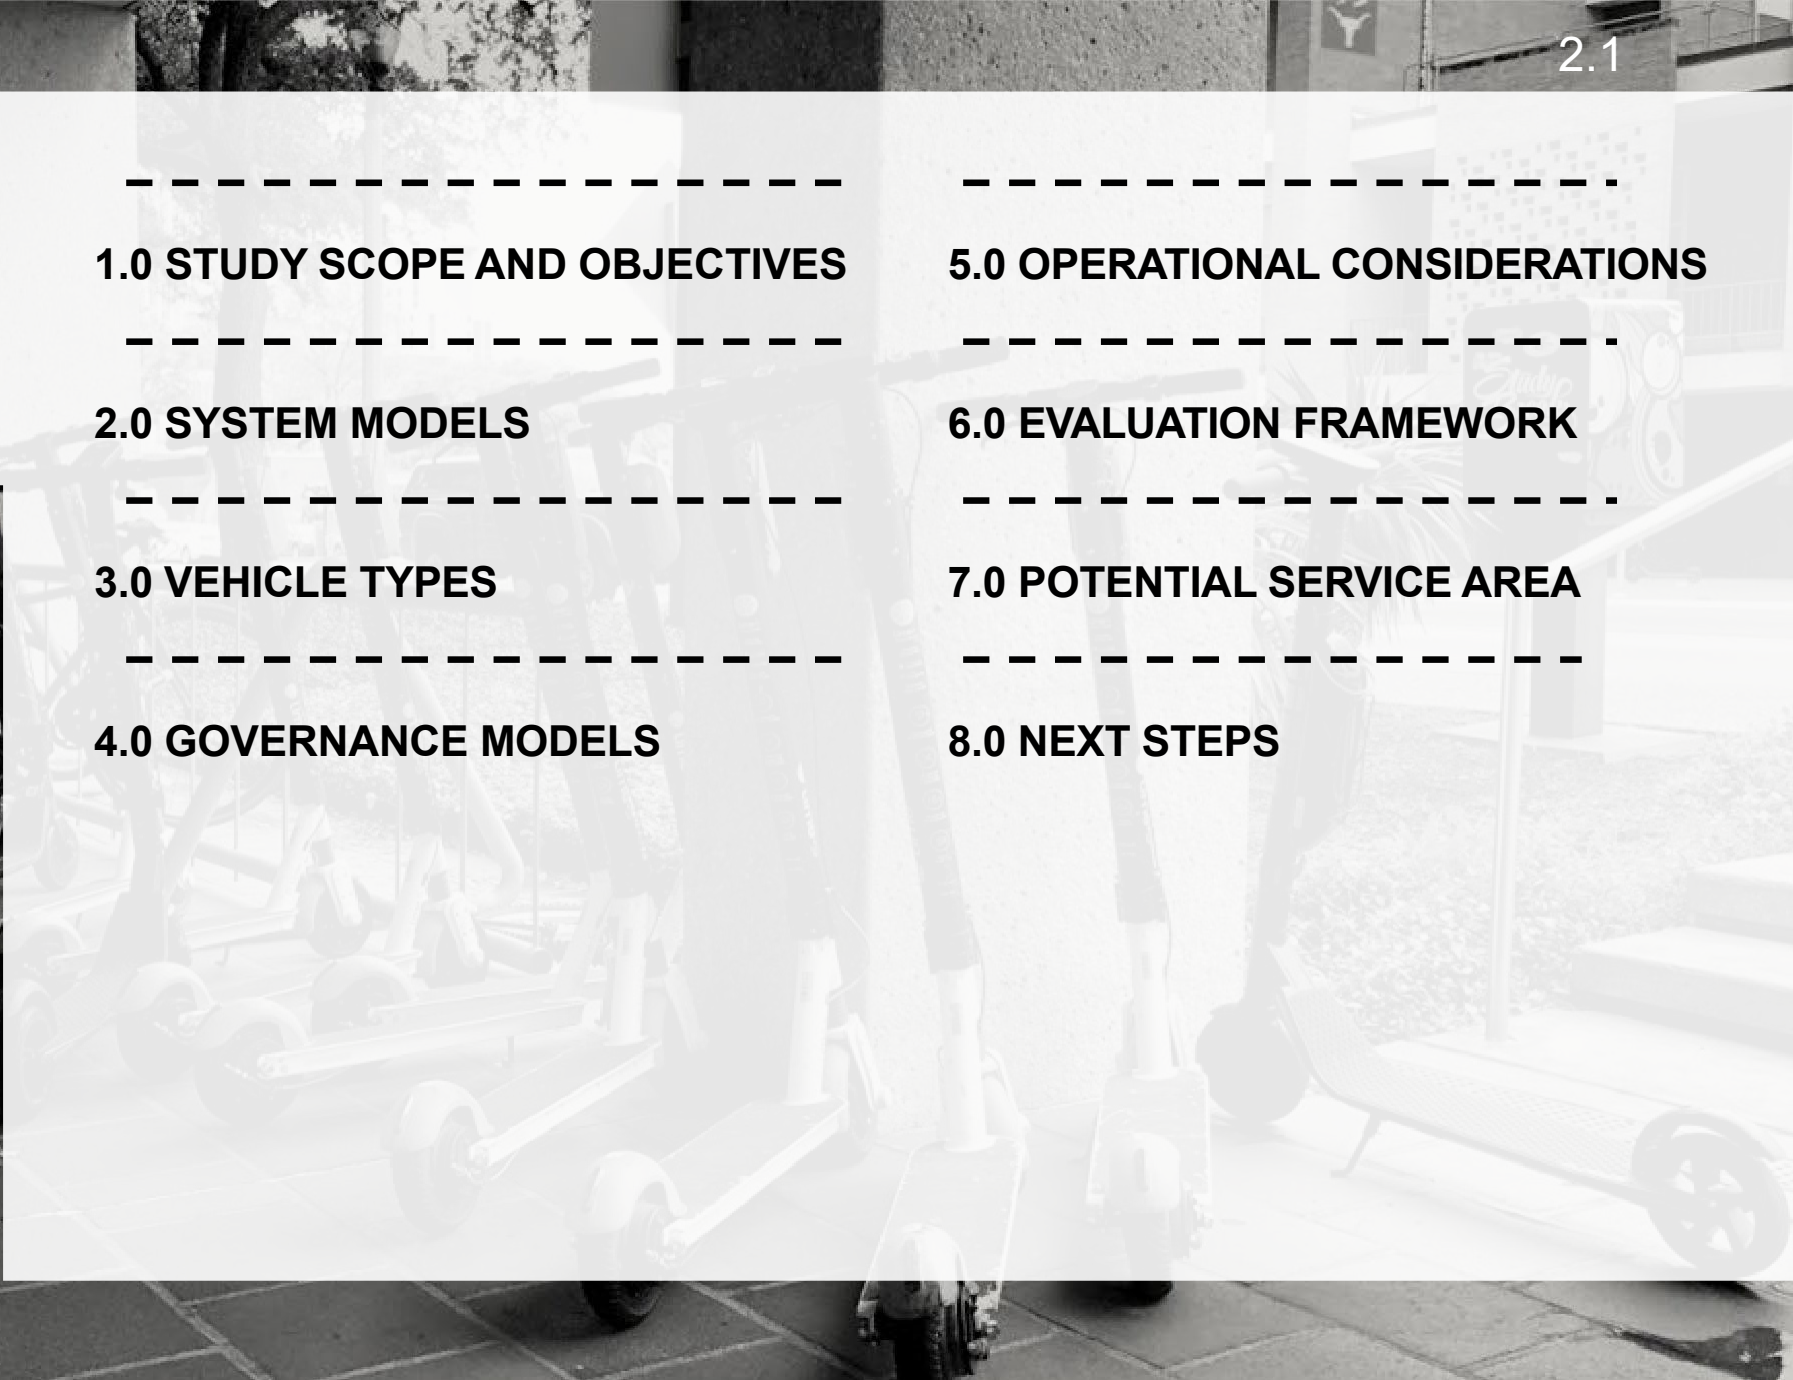 2.1
1.0 STUDY SCOPE AND OBJECTIVES
2.0 SYSTEM MODELS
3.0 VEHICLE TYPES
4.0 GOVERNANCE MODELS
5.0 OPERATIONAL CONSIDERATIONS
6.0 EVALUATION FRAMEWORK
7.0 POTENTIAL SERVICE AREA
8.0 NEXT STEPS